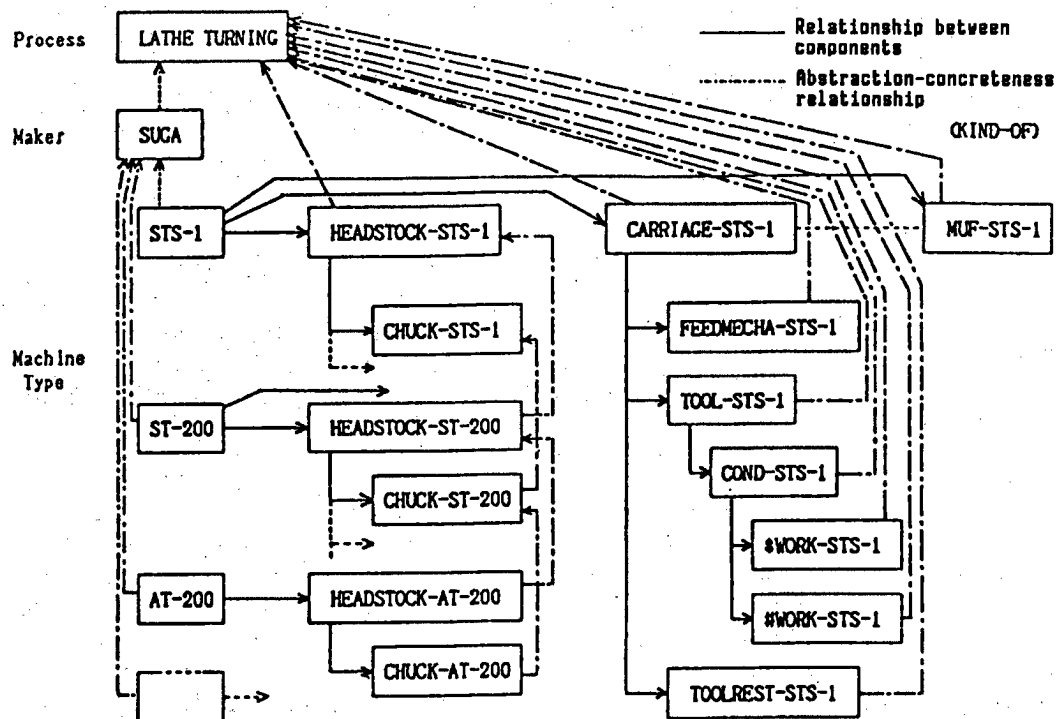 Process
LATHE TURNING
Relationship between
components
Abstraction-concreteness
relationship
Maker
SUGA
(KIND-OF)
STS-1
HEADSTOCK-STS-1
CARRIAGE-STS-1
MUF-STS-1
CHUCK-STS-1
FEEDMECHA-STS-1
Machine
Type
TOOL-STS-1
ST-200
HEADSTOCK-ST-200
COND-STS-1
CHUCK-ST-200
$WORK-STS-1
AT-200
HEADSTOCK-AT-200
#WORK-STS-1
CHUCK-AT-200
TOOLREST-STS-1